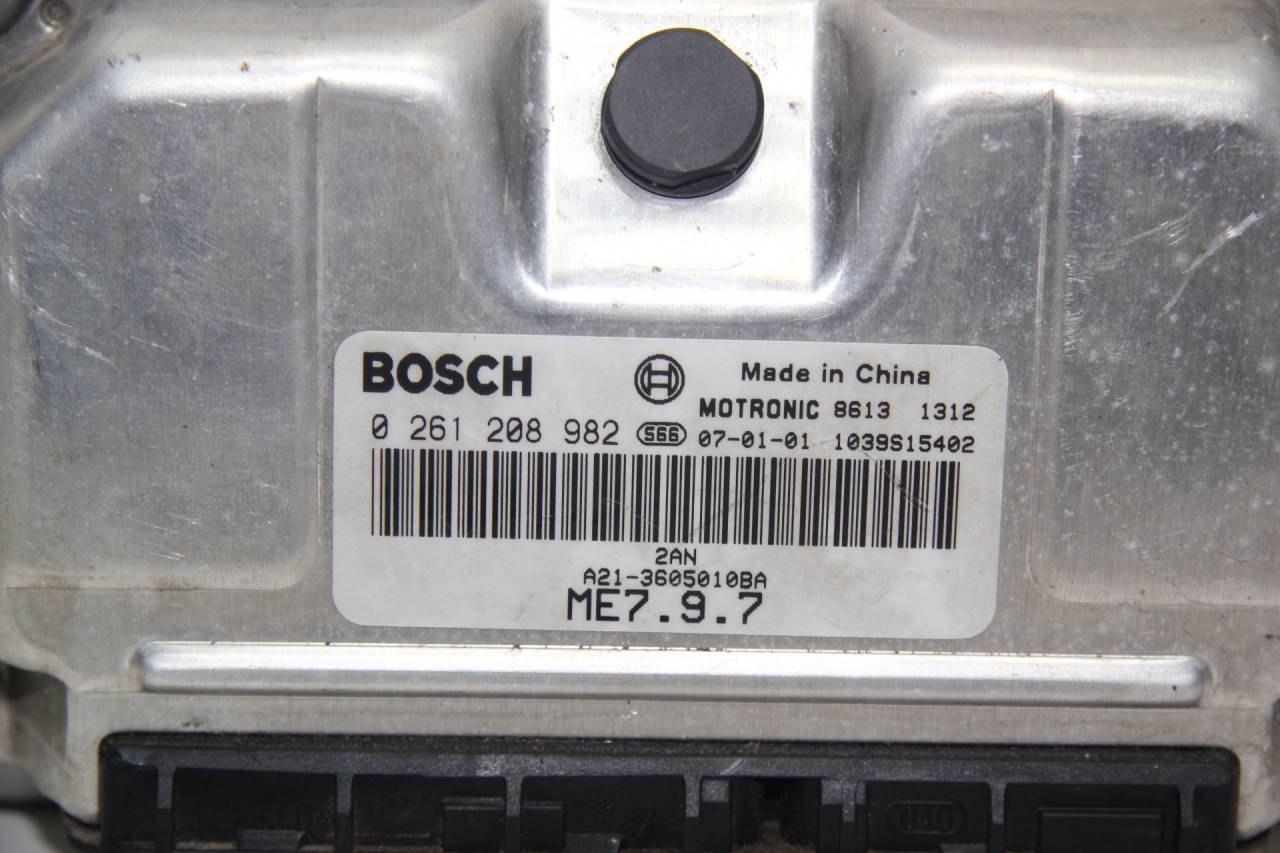 BOSCH
Made in China
MOTRONIC 8613 1312
0 261 208 982 S66 07-01-01 1039S15402
2AN
A21-3605010BA
ME7.9.7